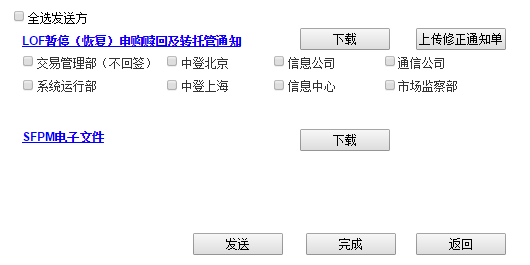 全选发送方
LOF暂停（恢复）申购赎回及转托管通知 下载 上传修正通知单
交易管理部（不回签） 中登北京 信息公司 通信公司
系统运行部 中登上海 信息中心 市场监察部
SFPM电子文件 下载
发送 完成 返回